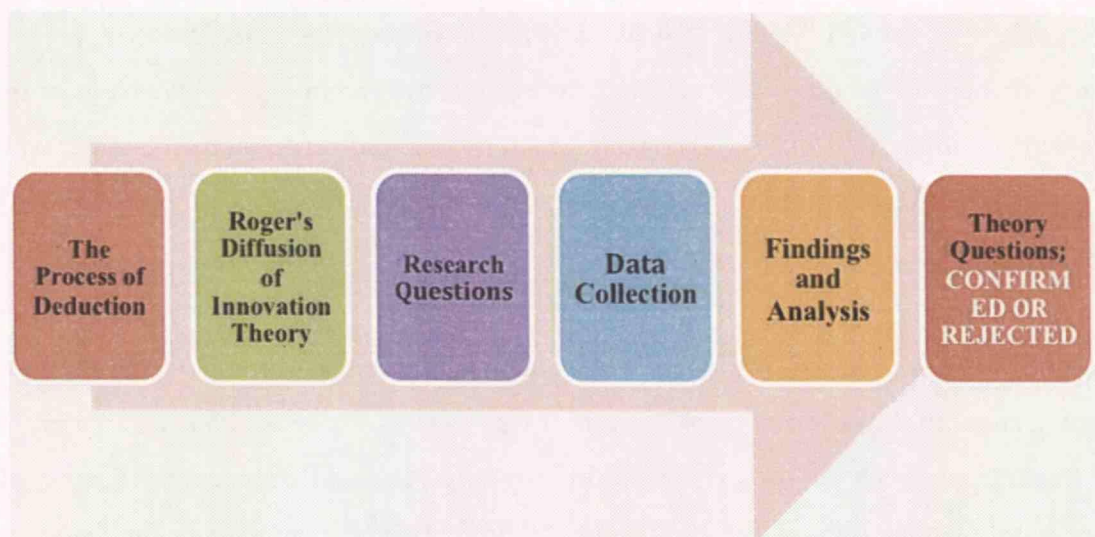 The
Process of
Deduction
Roger's
Diffusion
of
Innovation
Theory
Research
Questions
Data
Collection
Findings
and
Analysis
Theory
Questions;
CONFIRM
ED OR
REJECTED